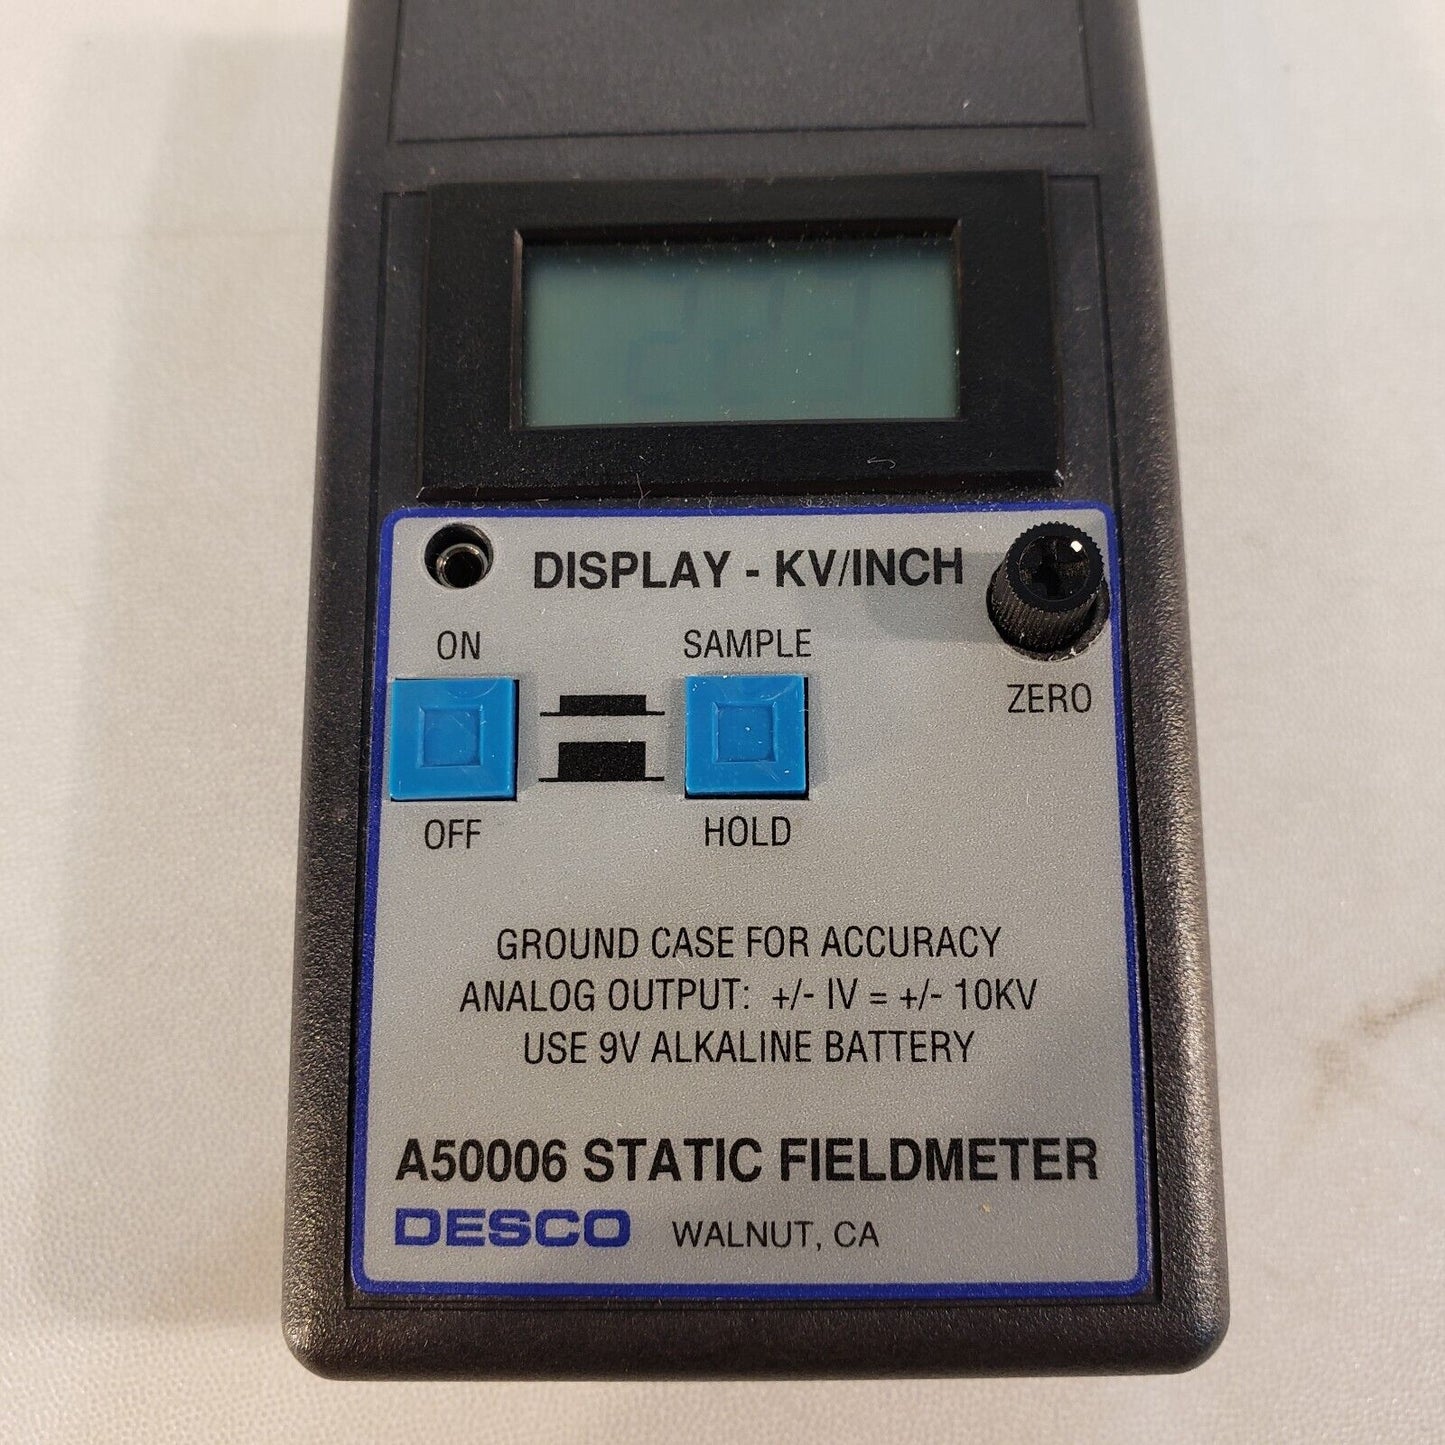 DISPLAY - KV/INCH
ON
SAMPLE
ZERO
OFF
HOLD
GROUND CASE FOR ACCURACY
ANALOG OUTPUT: +/- IV = +/- 10KV
USE 9V ALKALINE BATTERY
A50006 STATIC FIELDMETER
DESCO WALNUT, CA